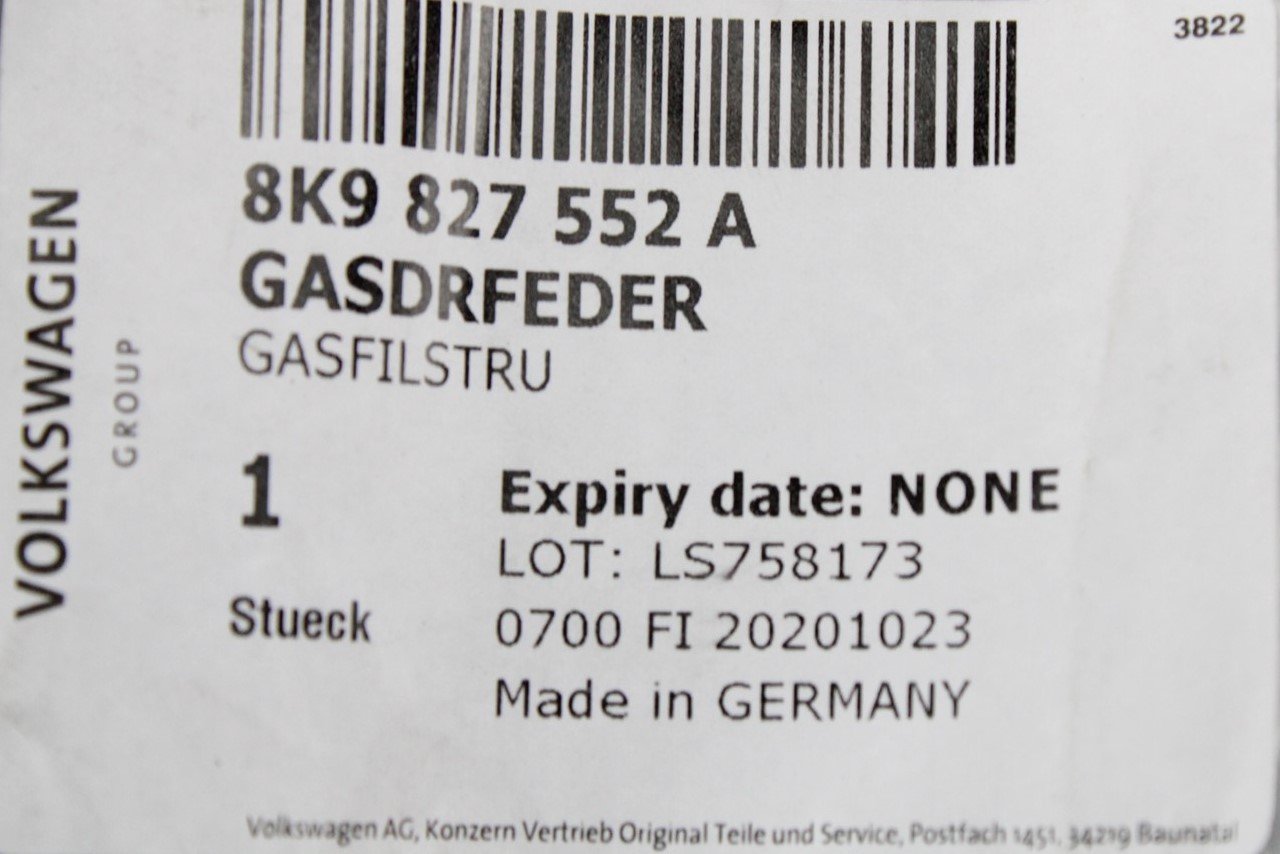 3822
8K9 827 552 A
GASDRFEDER
GASFILSTRU
VOLKSWAGEN
GROUP
1
Stueck
Expiry date: NONE
LOT: LS758173
0700 FI 20201023
Made in GERMANY
Volkswagen AG, Konzern Vertrieb Original Teile und Service, Postfach 1451, 34219 Baunatal